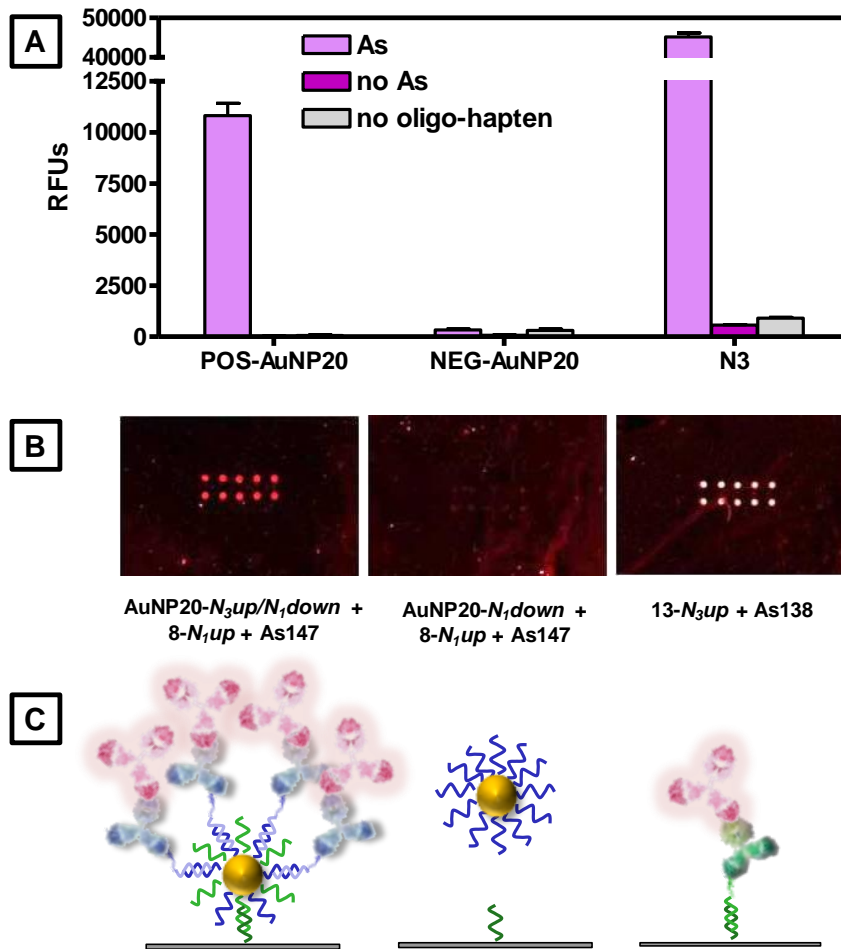 A
50000
40000
12500
10000
7500
5000
2500
0
RFUs
As
no As
no oligo-hapten
POS-AuNP20 NEG-AuNP20 N3
B
AuNP20-N₃up/N₁down +
8-N₁up + As147
AuNP20-N₁down +
8-N₁up + As147
13-N₃up + As138
C